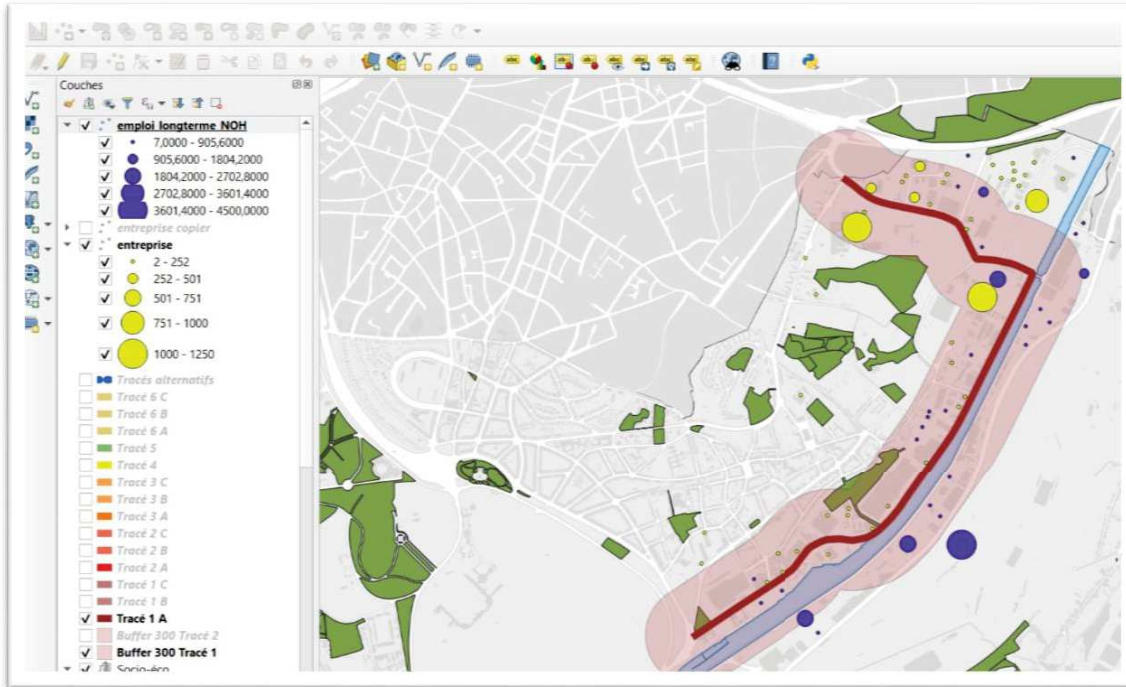 Couches
emploi longterme NOH
7,0000 - 905,6000
905,6000 - 1804,2000
1804,2000 - 2702,8000
2702,8000 - 3601,4000
3601,4000 - 4500,0000
entreprise copier
entreprise
2 - 252
252 - 501
501 - 751
751 - 1000
1000 - 1250
Tracés alternatifs
Tracé 6 C
Tracé 6 B
Tracé 6 A
Tracé 5
Tracé 4
Tracé 3 C
Tracé 3 B
Tracé 3 A
Tracé 2 C
Tracé 2 B
Tracé 2 A
Tracé 1 C
Tracé 1 B
Tracé 1 A
Buffer 300 Tracé 2
Buffer 300 Tracé 1
Socio-éco